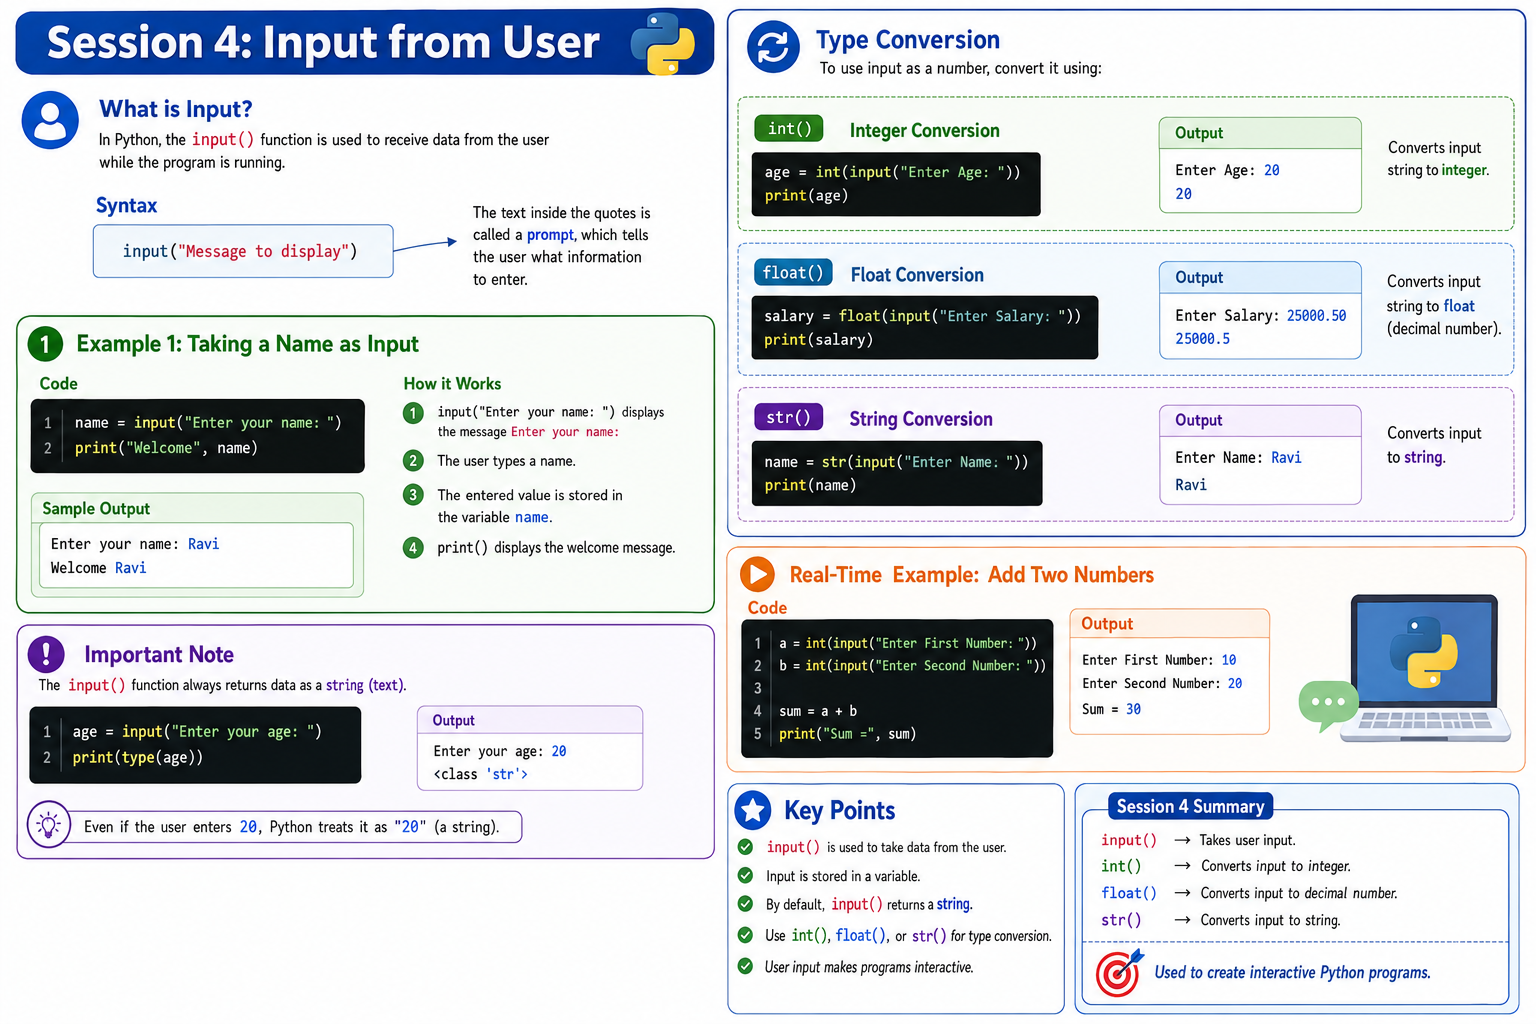 Session 4: Input from User
What is Input?
In Python, the input() function is used to receive data from the user
while the program is running.
Syntax
input("Message to display")
The text inside the quotes is
called a prompt, which tells
the user what information
to enter.
1 Example 1: Taking a Name as Input
Code
1 name = input("Enter your name: ")
2 print("Welcome", name)
Sample Output
Enter your name: Ravi
Welcome Ravi
How it Works
1 input("Enter your name: ") displays
the message Enter your name:
2 The user types a name.
3 The entered value is stored in
the variable name.
4 print() displays the welcome message.
! Important Note
The input() function always returns data as a string (text).
1 age = input("Enter your age: ")
2 print(type(age))
Output
Enter your age: 20
<class 'str'>
Even if the user enters 20, Python treats it as "20" (a string).
Type Conversion
To use input as a number, convert it using:
int() Integer Conversion
age = int(input("Enter Age: "))
print(age)
Output
Enter Age: 20
20
Converts input
string to integer.
float() Float Conversion
salary = float(input("Enter Salary: "))
print(salary)
Output
Enter Salary: 25000.50
25000.5
Converts input
string to float
(decimal number).
str() String Conversion
name = str(input("Enter Name: "))
print(name)
Output
Enter Name: Ravi
Ravi
Converts input
to string.
Real-Time Example: Add Two Numbers
Code
1 a = int(input("Enter First Number: "))
2 b = int(input("Enter Second Number: "))
3
4 sum = a + b
5 print("Sum =", sum)
Output
Enter First Number: 10
Enter Second Number: 20
Sum = 30
Key Points
input() is used to take data from the user.
Input is stored in a variable.
By default, input() returns a string.
Use int(), float(), or str() for type conversion.
User input makes programs interactive.
Session 4 Summary
input() → Takes user input.
int() → Converts input to integer.
float() → Converts input to decimal number.
str() → Converts input to string.
Used to create interactive Python programs.